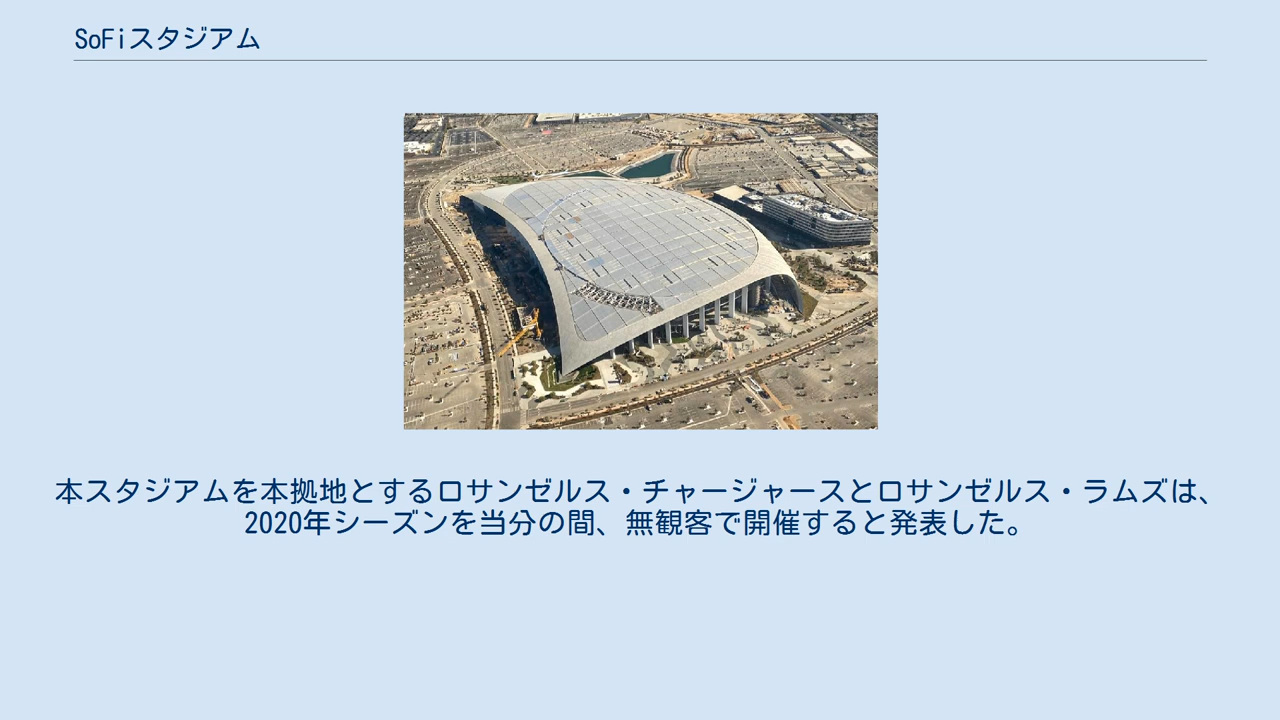 SoFiスタジアム
本スタジアムを本拠地とするロサンゼルス・チャージャースとロサンゼルス・ラムズは、
2020年シーズンを当分の間、無観客で開催すると発表した。